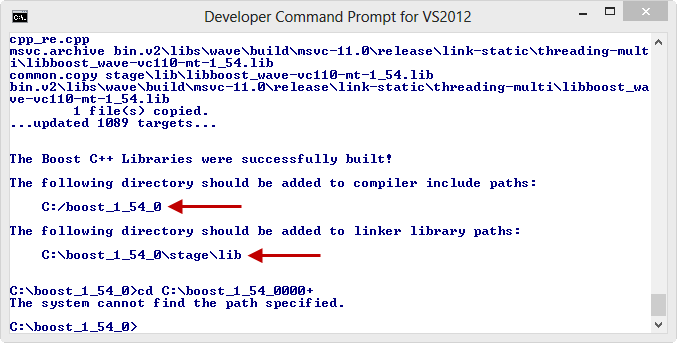 Developer Command Prompt for VS2012
cpp_re.cpp
msvc.archive bin.v2\libs\wave\build\msvc-11.0\release\link-static\threading-mult
i\libboost_wave-vc110-mt-1_54.lib
common.copy stage\lib\libboost_wave-vc110-mt-1_54.lib
bin.v2\libs\wave\build\msvc-11.0\release\link-static\threading-multi\libboost_wa
ve-vc110-mt-1_54.lib
1 file(s) copied.
...updated 1089 targets...
The Boost C++ Libraries were successfully built!
The following directory should be added to compiler include paths:
C:/boost_1_54_0
The following directory should be added to linker library paths:
C:\boost_1_54_0\stage\lib
C:\boost_1_54_0>cd C:\boost_1_54_0000+
The system cannot find the path specified.
C:\boost_1_54_0>